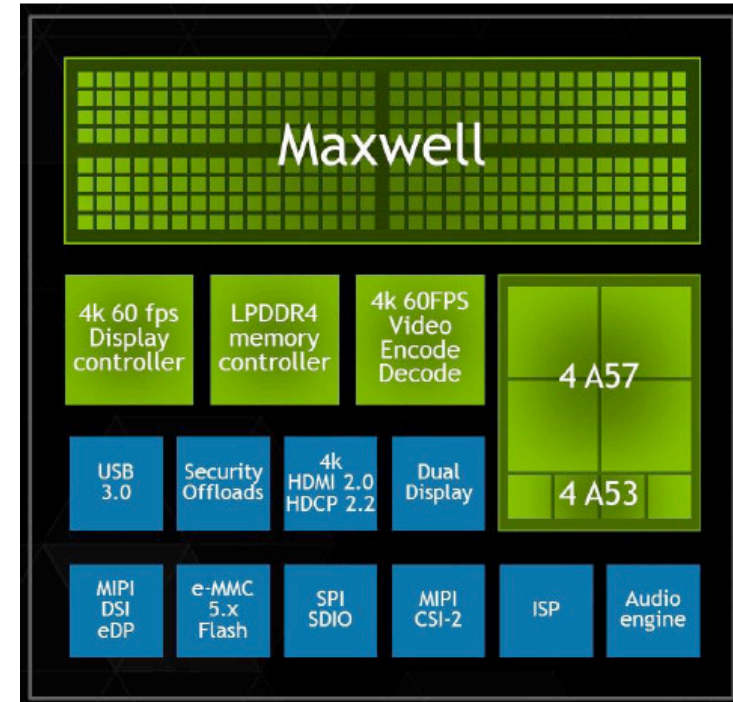 Maxwell
4k 60 fps
Display
controller
LPDDR4
memory
controller
4k 60FPS
Video
Encode
Decode
4 A57
4 A53
USB
3.0
Security
Offloads
4k
HDMI 2.0
HDCP 2.2
Dual
Display
MIPI
DSI
eDP
e-MMC
5.x
Flash
SPI
SDIO
MIPI
CSI-2
ISP
Audio
engine